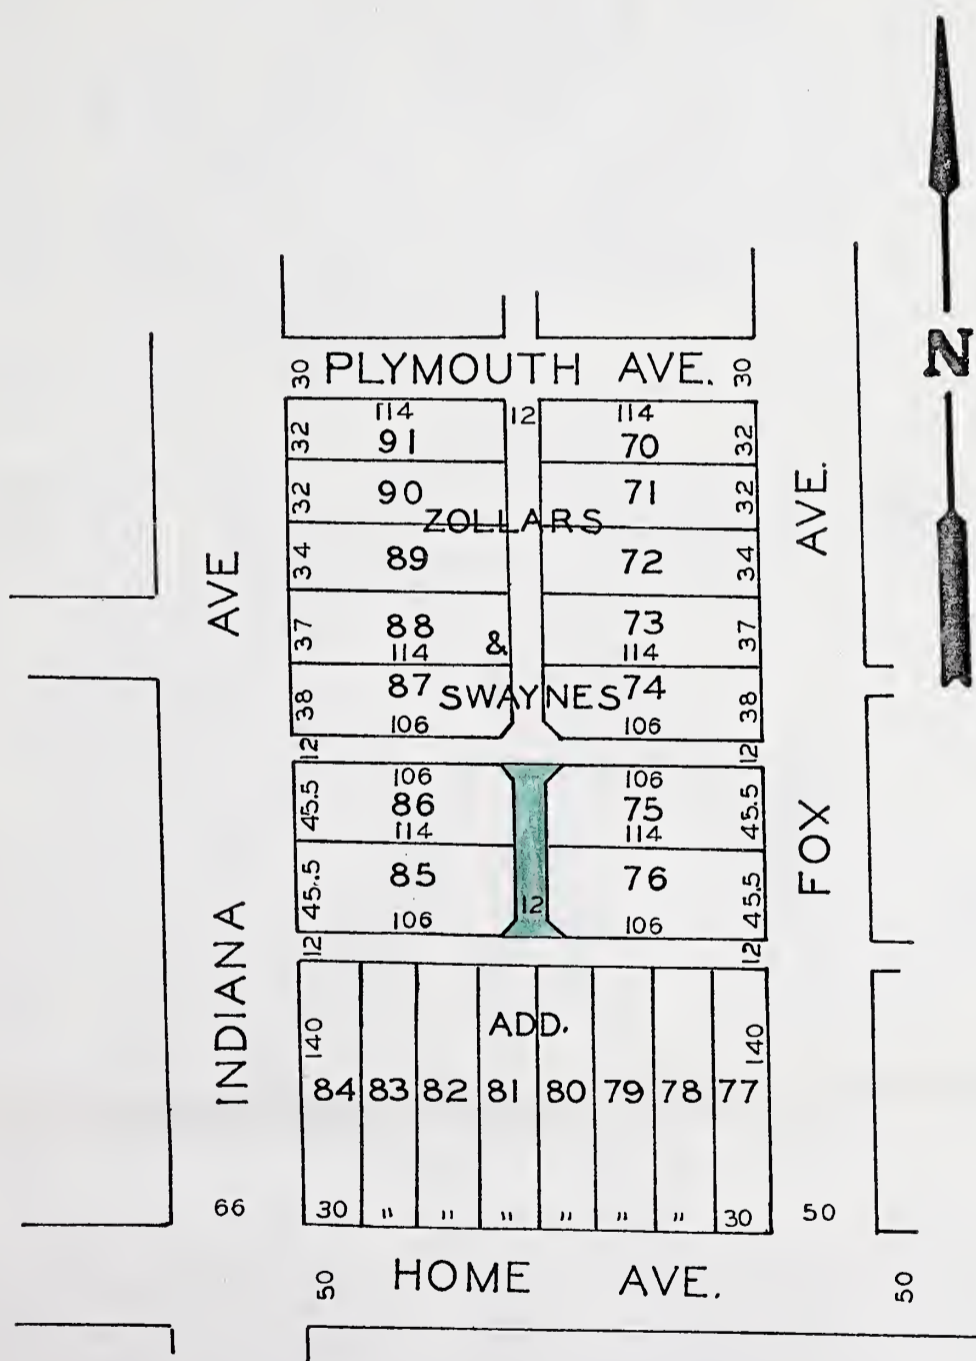 30 PLYMOUTH AVE. 30
114 12 114
32 91 70 32
32 90 71 32
ZOLLARS
34 89 72 34
37 88 & 73 37
114 114
38 87 SWAYNES 74 38
106 106
12 12
106 106
45.5 86 75 45.5
114 114
45.5 85 76 45.5
12
106 106
12 12
ADD.
140 140
84 83 82 81 80 79 78 77
30 " " " " " " 30
66 50
50 HOME AVE. 50
INDIANA AVE
FOX AVE.
N